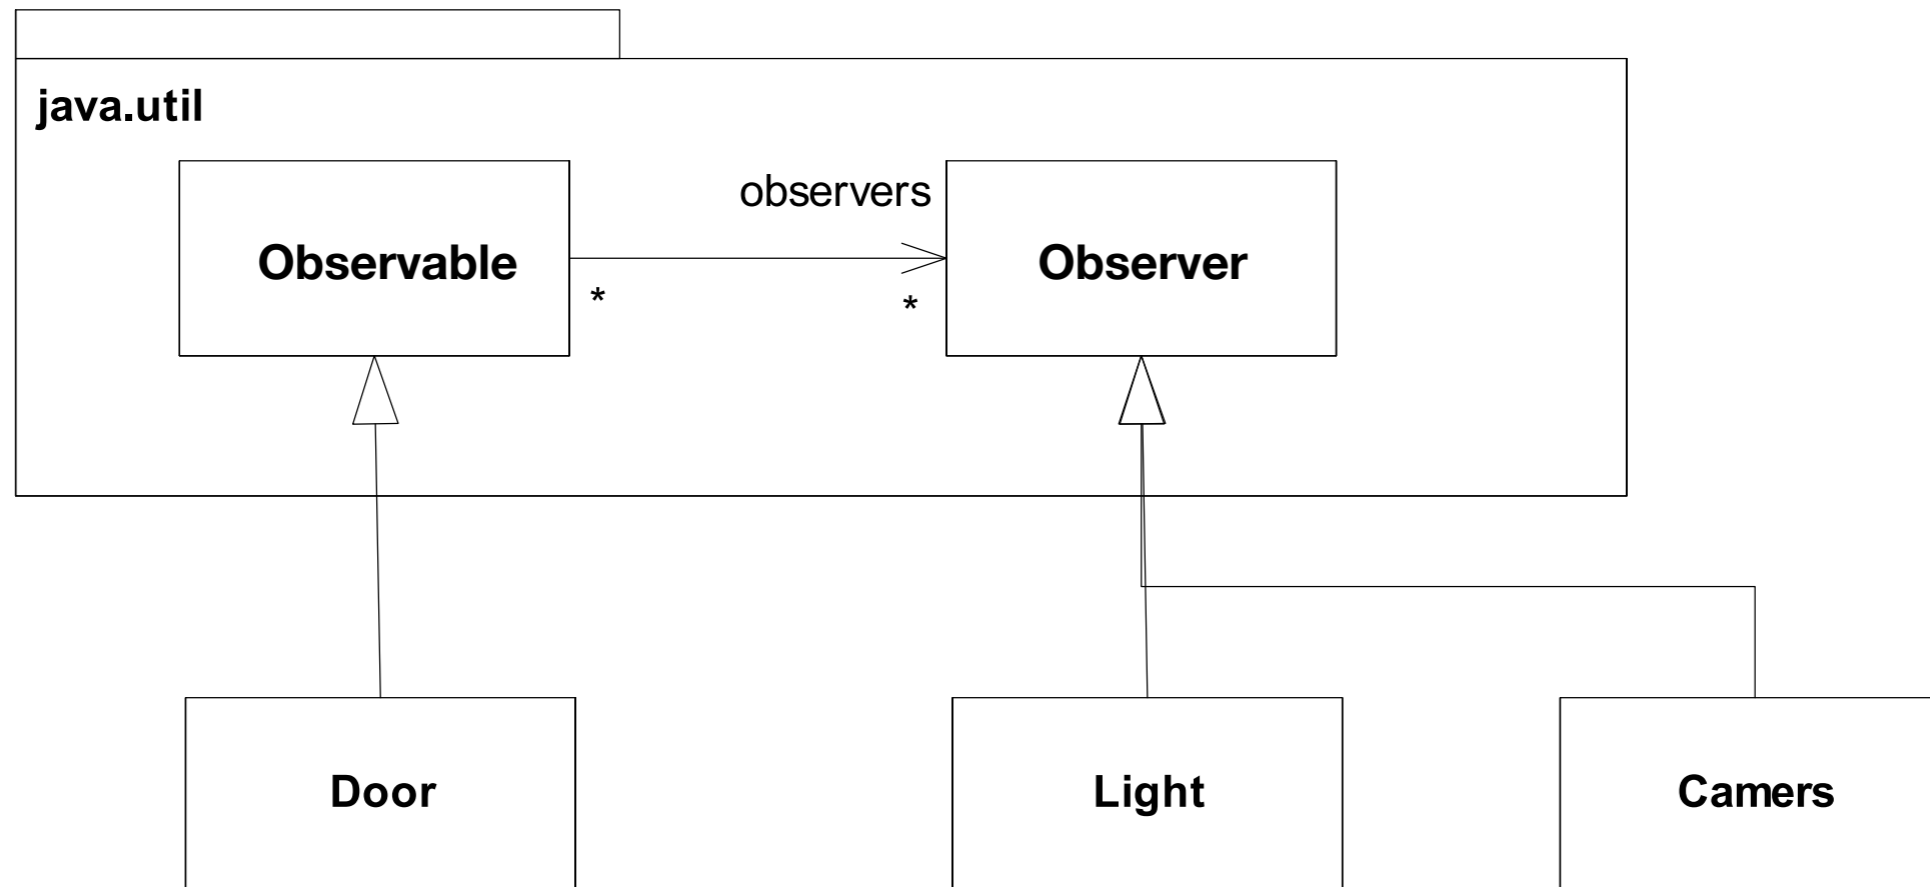 java.util
observers
Observable
Observer
*
*
Door
Light
Camers